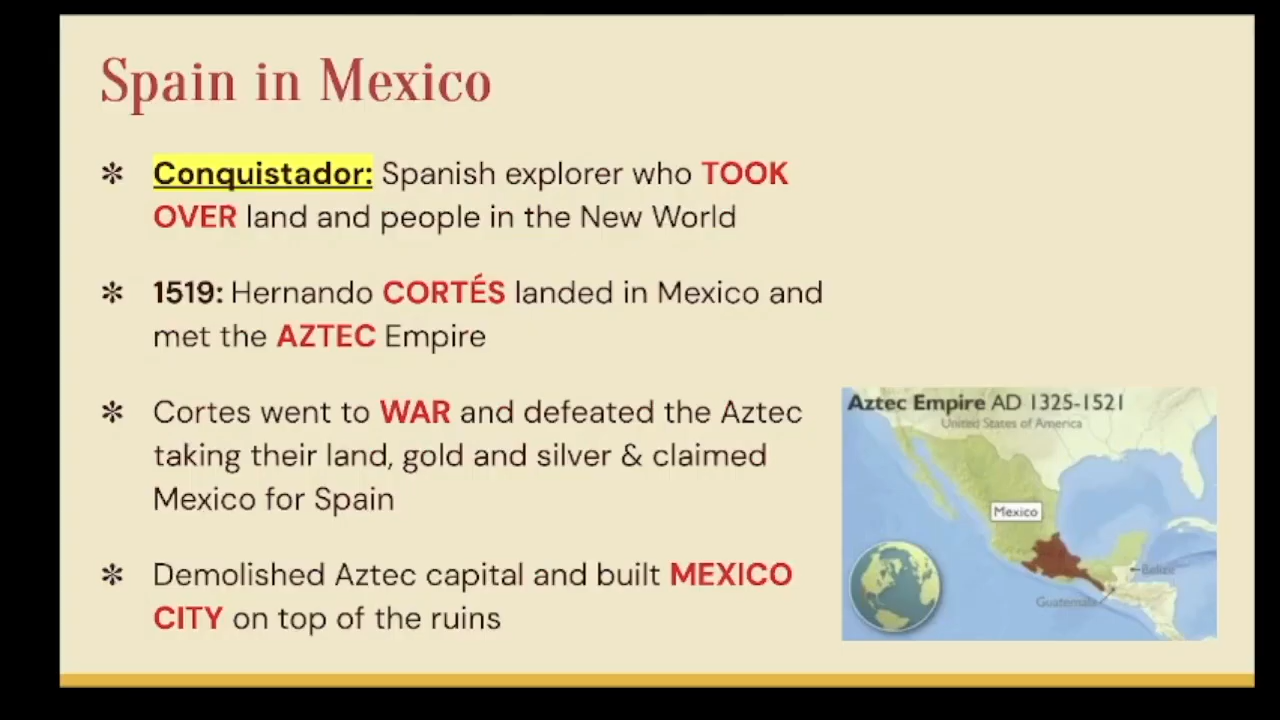 Spain in Mexico
* Conquistador: Spanish explorer who TOOK
OVER land and people in the New World
* 1519: Hernando CORTÉS landed in Mexico and
met the AZTEC Empire
* Cortes went to WAR and defeated the Aztec
taking their land, gold and silver & claimed
Mexico for Spain
* Demolished Aztec capital and built MEXICO
CITY on top of the ruins
Aztec Empire AD 1325-1521
United States of America
Mexico
Belize
Guatemala